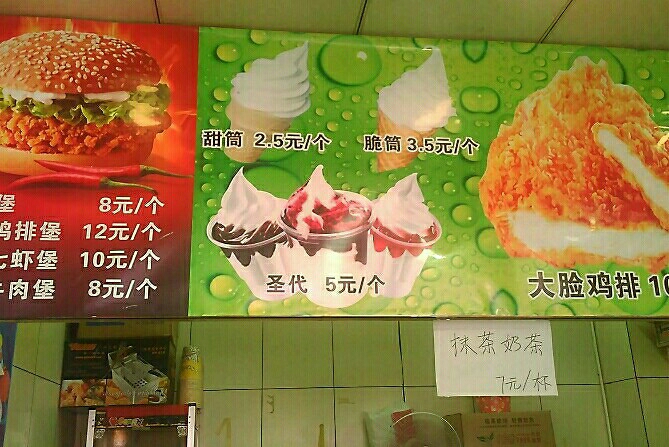 甜筒 2.5元/个
脆筒 3.5元/个
堡 8元/个
鸡排堡 12元/个
虾堡 10元/个
牛肉堡 8元/个
圣代 5元/个
大脸鸡排 10
抹茶奶茶
7元/杯